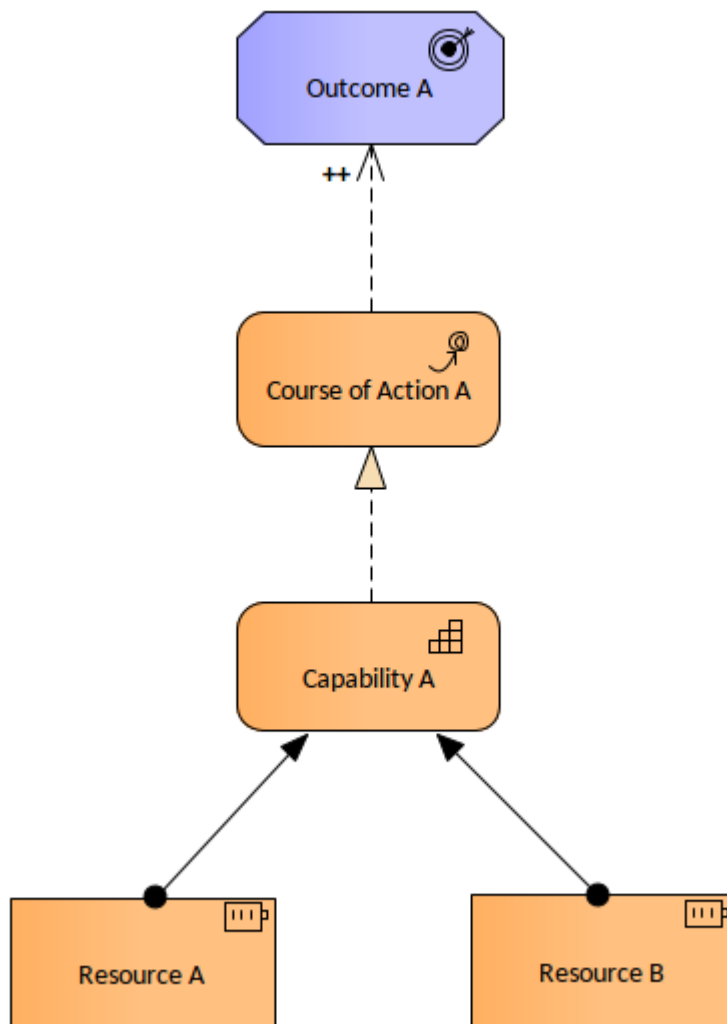 Outcome A
++
Course of Action A
Capability A
Resource A
Resource B